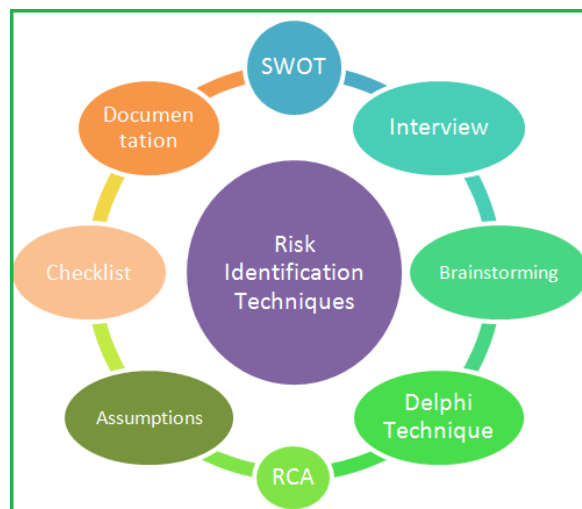 SWOT
Interview
Brainstorming
Delphi
Technique
RCA
Assumptions
Checklist
Documen
tation
Risk
Identification
Techniques